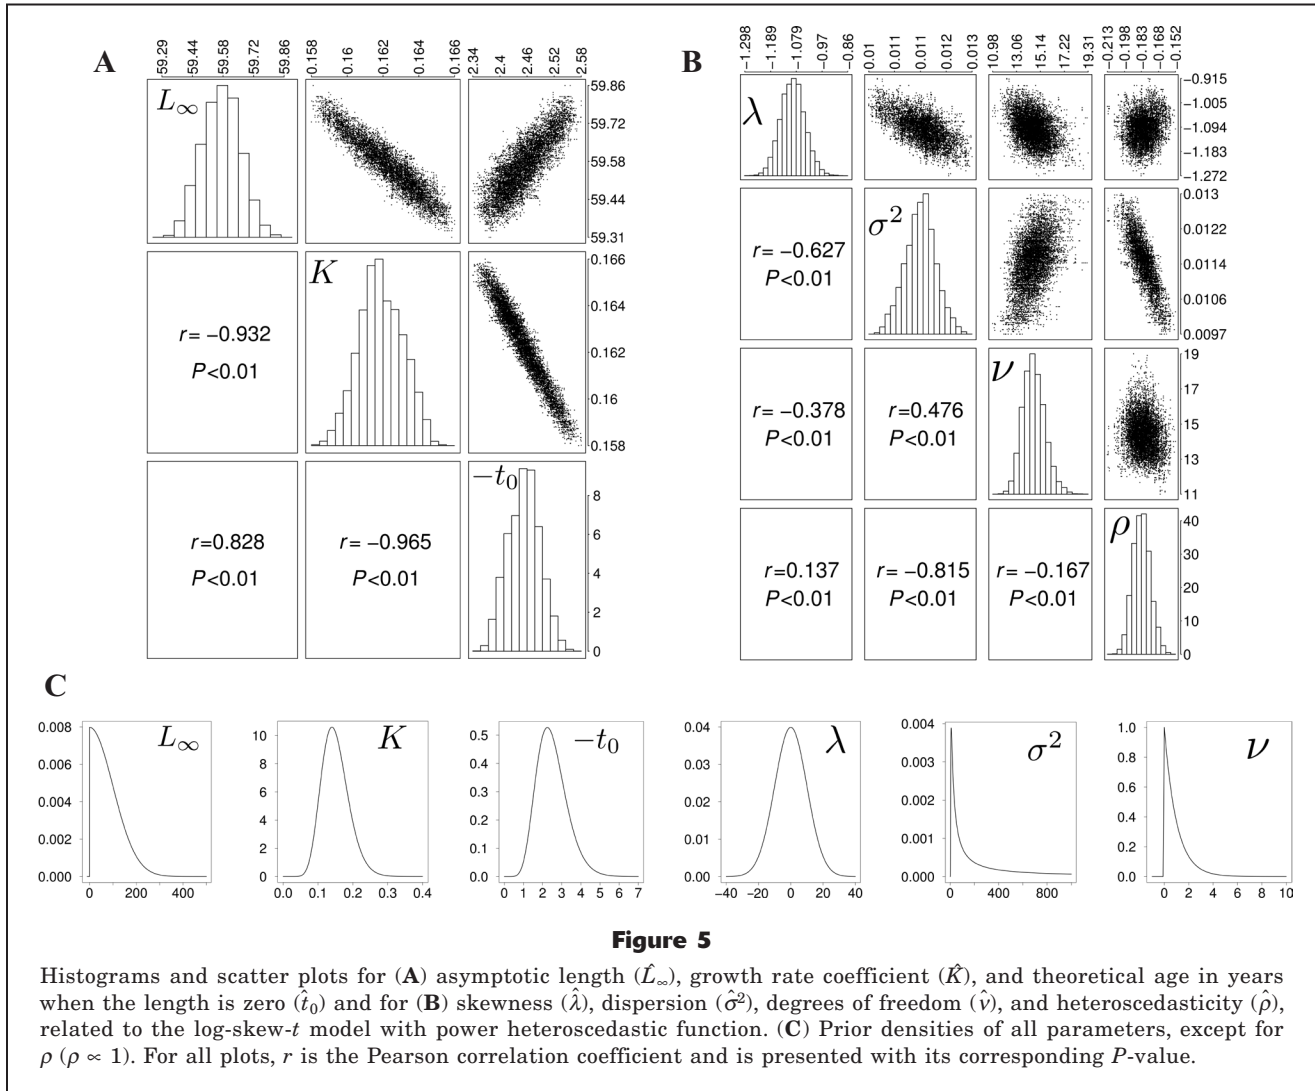 A
59.29 59.44 59.58 59.72 59.86
0.158 0.16 0.162 0.164 0.166
2.34 2.4 2.46 2.52 2.58
L∞
59.86
59.72
59.58
59.44
59.31
r= −0.932
P<0.01
K
0.166
0.164
0.162
0.16
0.158
r=0.828
P<0.01
r= −0.965
P<0.01
−t0
8
6
4
2
0
B
−1.298 −1.189 −1.079 −0.97 −0.86
0.01 0.011 0.011 0.012 0.013
10.98 13.06 15.14 17.22 19.31
−0.213 −0.198 −0.183 −0.168 −0.152
λ
−0.915
−1.005
−1.094
−1.183
−1.272
r= −0.627
P<0.01
σ²
0.013
0.0122
0.0114
0.0106
0.0097
r= −0.378
P<0.01
r=0.476
P<0.01
ν
19
17
15
13
11
r=0.137
P<0.01
r= −0.815
P<0.01
r= −0.167
P<0.01
ρ
40
30
20
10
0
C
L∞
0.008
0.006
0.004
0.002
0.000
0 200 400
K
10
8
6
4
2
0
0.0 0.1 0.2 0.3 0.4
−t0
0.5
0.4
0.3
0.2
0.1
0.0
0 1 2 3 4 5 6 7
λ
0.04
0.03
0.02
0.01
0.00
−40 −20 0 20 40
σ²
0.004
0.003
0.002
0.001
0.000
0 400 800
ν
1.0
0.8
0.6
0.4
0.2
0.0
0 2 4 6 8 10
Figure 5
Histograms and scatter plots for (A) asymptotic length (L̂∞), growth rate coefficient (K̂), and theoretical age in years
when the length is zero (t̂0) and for (B) skewness (λ̂), dispersion (σ̂²), degrees of freedom (ν̂), and heteroscedasticity (ρ̂),
related to the log-skew-t model with power heteroscedastic function. (C) Prior densities of all parameters, except for
ρ (ρ ∝ 1). For all plots, r is the Pearson correlation coefficient and is presented with its corresponding P-value.